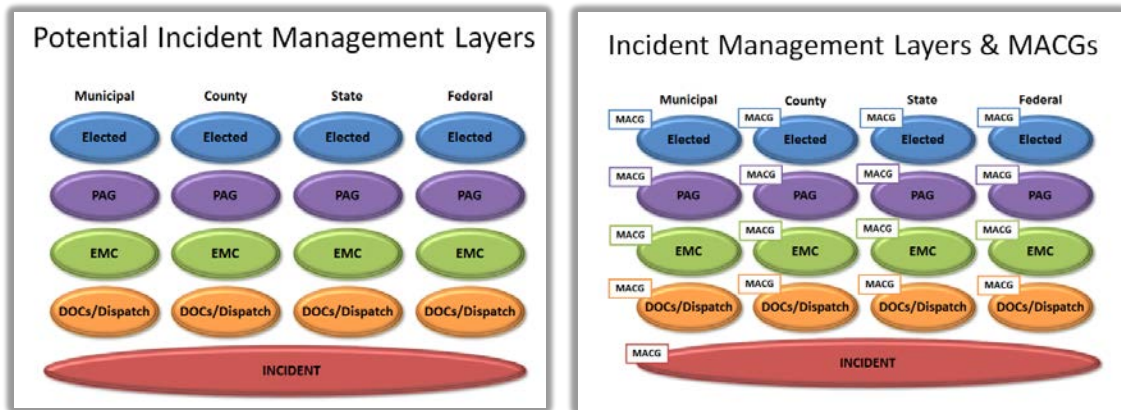 Potential Incident Management Layers
Municipal County State Federal
Elected Elected Elected Elected
PAG PAG PAG PAG
EMC EMC EMC EMC
DOCs/Dispatch DOCs/Dispatch DOCs/Dispatch DOCs/Dispatch
INCIDENT
Incident Management Layers & MACGs
Municipal County State Federal
MACG MACG MACG MACG
Elected Elected Elected Elected
MACG MACG MACG MACG
PAG PAG PAG PAG
MACG MACG MACG MACG
EMC EMC EMC EMC
MACG MACG MACG MACG
DOCs/Dispatch DOCs/Dispatch DOCs/Dispatch DOCs/Dispatch
MACG
INCIDENT